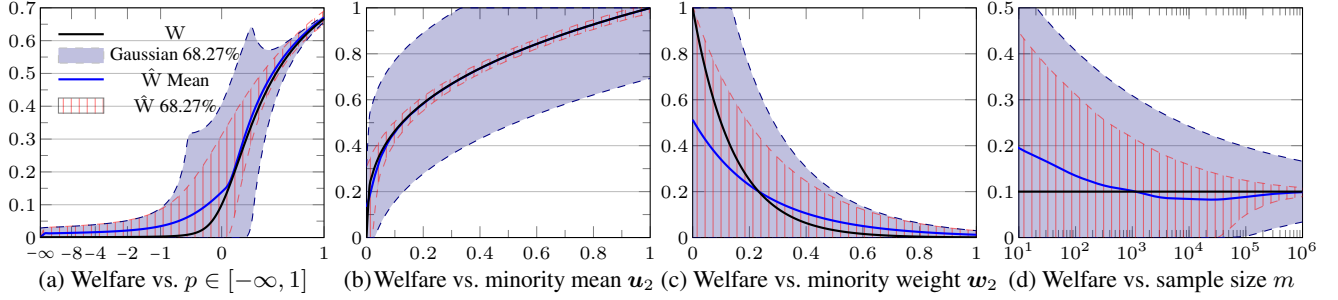 0.7
0.6
0.5
0.4
0.3
0.2
0.1
0
W
Gaussian 68.27%
Ŵ Mean
Ŵ 68.27%
−∞ −8 −4 −2 −1 0 1
(a) Welfare vs. p ∈ [−∞, 1]
1
0.8
0.6
0.4
0.2
0
0 0.2 0.4 0.6 0.8 1
(b) Welfare vs. minority mean u₂
1
0.8
0.6
0.4
0.2
0
0 0.2 0.4 0.6 0.8 1
(c) Welfare vs. minority weight w₂
0.5
0.4
0.3
0.2
0.1
0
10¹ 10² 10³ 10⁴ 10⁵ 10⁶
(d) Welfare vs. sample size m